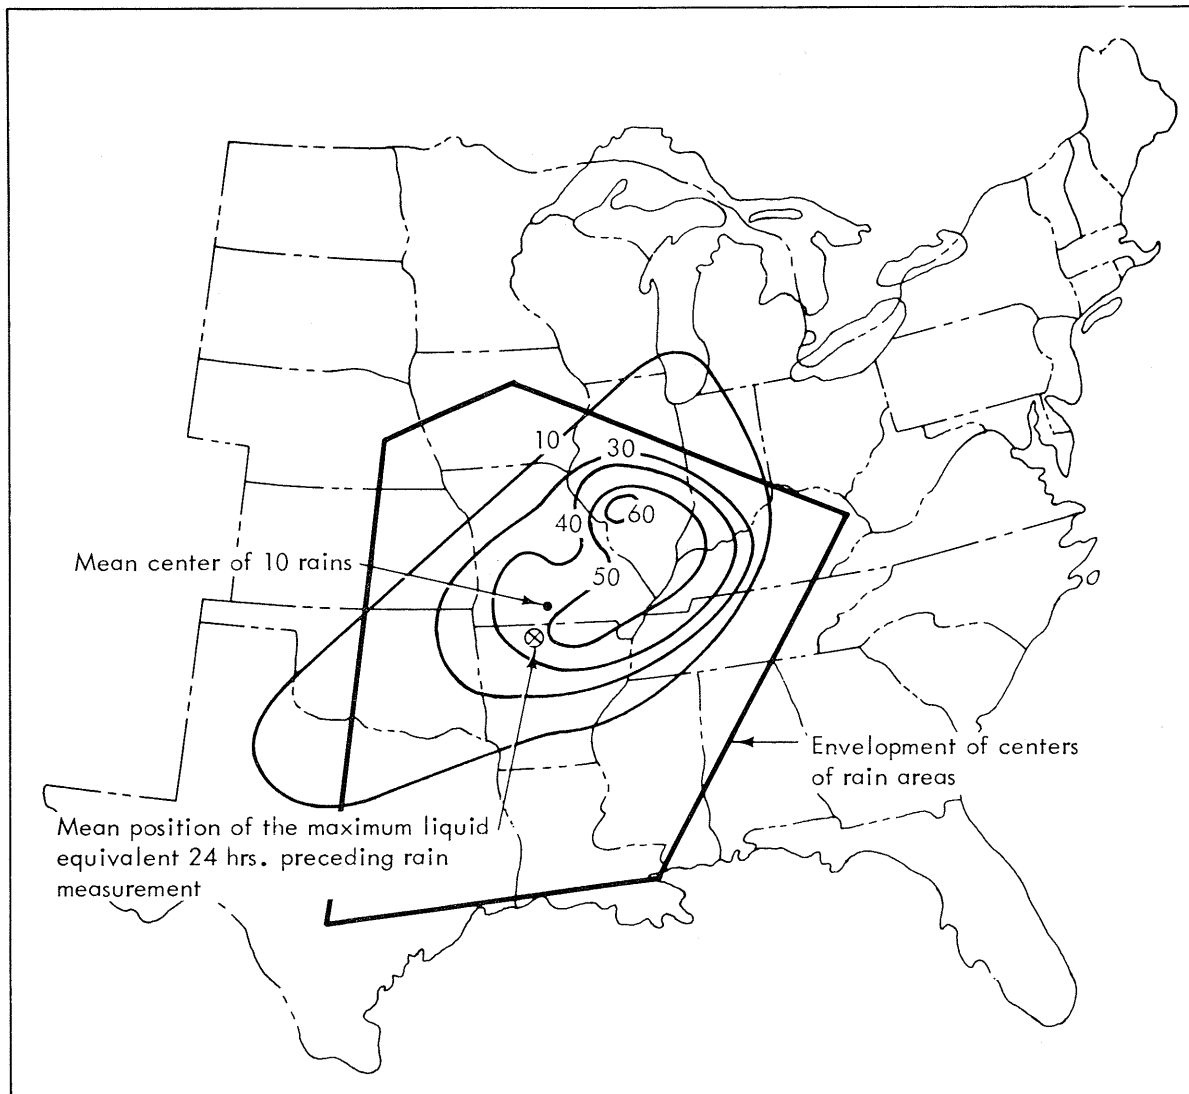 10
30
40
60
50
Mean center of 10 rains
Envelopment of centers
of rain areas
Mean position of the maximum liquid
equivalent 24 hrs. preceding rain
measurement